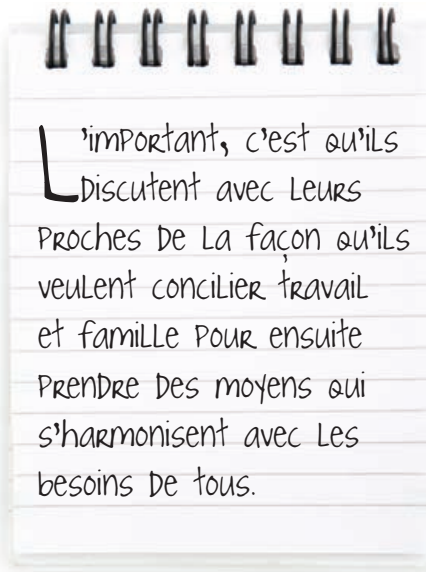 L'important, c'est qu'ils
discutent avec leurs
proches de la façon qu'ils
veulent concilier travail
et famille pour ensuite
prendre des moyens qui
s'harmonisent avec les
besoins de tous.